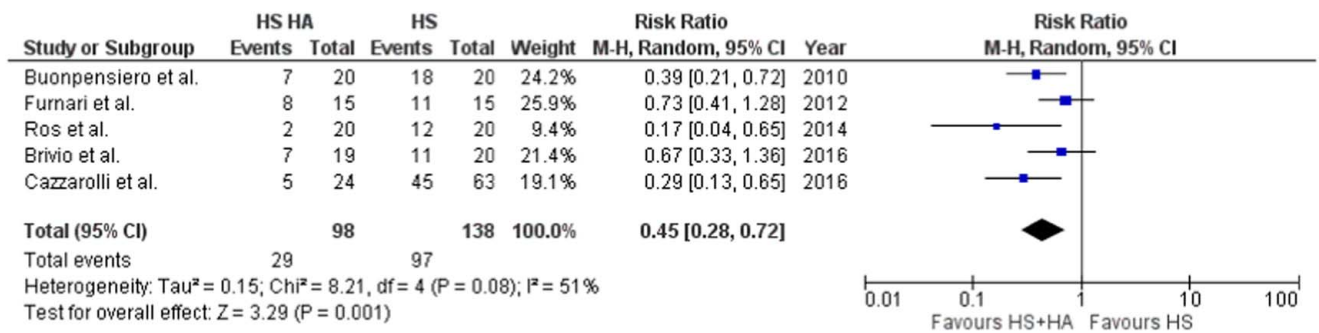 HS HA HS Risk Ratio Risk Ratio
Study or Subgroup Events Total Events Total Weight M-H, Random, 95% CI Year M-H, Random, 95% CI
Buonpensiero et al. 7 20 18 20 24.2% 0.39 [0.21, 0.72] 2010
Furnari et al. 8 15 11 15 25.9% 0.73 [0.41, 1.28] 2012
Ros et al. 2 20 12 20 9.4% 0.17 [0.04, 0.65] 2014
Brivio et al. 7 19 11 20 21.4% 0.67 [0.33, 1.36] 2016
Cazzarolli et al. 5 24 45 63 19.1% 0.29 [0.13, 0.65] 2016
Total (95% CI) 98 138 100.0% 0.45 [0.28, 0.72]
Total events 29 97
Heterogeneity: Tau² = 0.15; Chi² = 8.21, df = 4 (P = 0.08); I² = 51%
Test for overall effect: Z = 3.29 (P = 0.001)
0.01 0.1 1 10 100
Favours HS+HA Favours HS